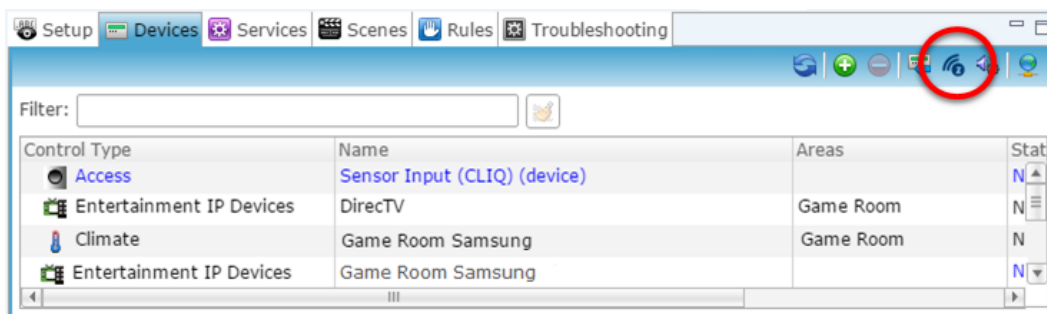 Setup Devices Services Scenes Rules Troubleshooting
Filter:
Control Type Name Areas Stat
Access Sensor Input (CLIQ) (device) N
Entertainment IP Devices DirecTV Game Room N
Climate Game Room Samsung Game Room N
Entertainment IP Devices Game Room Samsung N